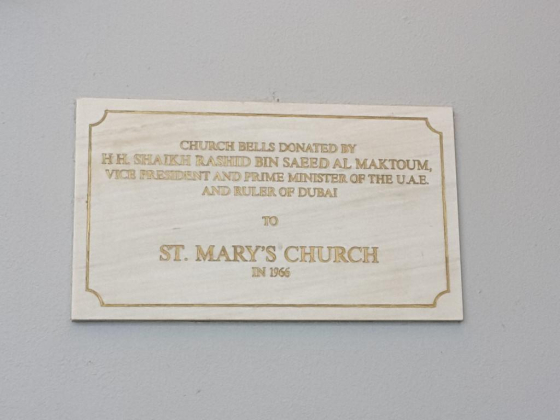 CHURCH BELLS DONATED BY
H.H. SHAIKH RASHID BIN SAEED AL MAKTOUM,
VICE PRESIDENT AND PRIME MINISTER OF THE U.A.E.
AND RULER OF DUBAI
TO
ST. MARY'S CHURCH
IN 1966